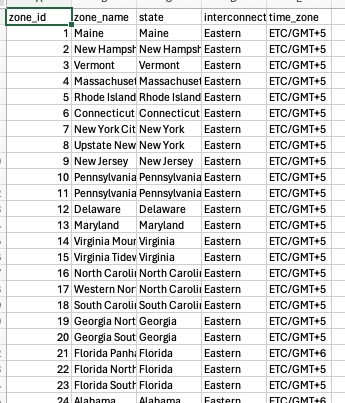 zone_id zone_name state interconnect time_zone
1 Maine Maine Eastern ETC/GMT+5
2 New Hampsh New Hampsh Eastern ETC/GMT+5
3 Vermont Vermont Eastern ETC/GMT+5
4 Massachuset Massachuset Eastern ETC/GMT+5
5 Rhode Island Rhode Island Eastern ETC/GMT+5
6 Connecticut Connecticut Eastern ETC/GMT+5
7 New York Cit New York Eastern ETC/GMT+5
8 Upstate New New York Eastern ETC/GMT+5
9 New Jersey New Jersey Eastern ETC/GMT+5
10 Pennsylvania Pennsylvania Eastern ETC/GMT+5
11 Pennsylvania Pennsylvania Eastern ETC/GMT+5
12 Delaware Delaware Eastern ETC/GMT+5
13 Maryland Maryland Eastern ETC/GMT+5
14 Virginia Mour Virginia Eastern ETC/GMT+5
15 Virginia Tidew Virginia Eastern ETC/GMT+5
16 North Carolin North Carolin Eastern ETC/GMT+5
17 Western Nor North Carolin Eastern ETC/GMT+5
18 South Carolin South Carolin Eastern ETC/GMT+5
19 Georgia Nort Georgia Eastern ETC/GMT+5
20 Georgia Sout Georgia Eastern ETC/GMT+5
21 Florida Panha Florida Eastern ETC/GMT+6
22 Florida North Florida Eastern ETC/GMT+5
23 Florida South Florida Eastern ETC/GMT+5
24 Alabama Alabama Eastern ETC/GMT+6